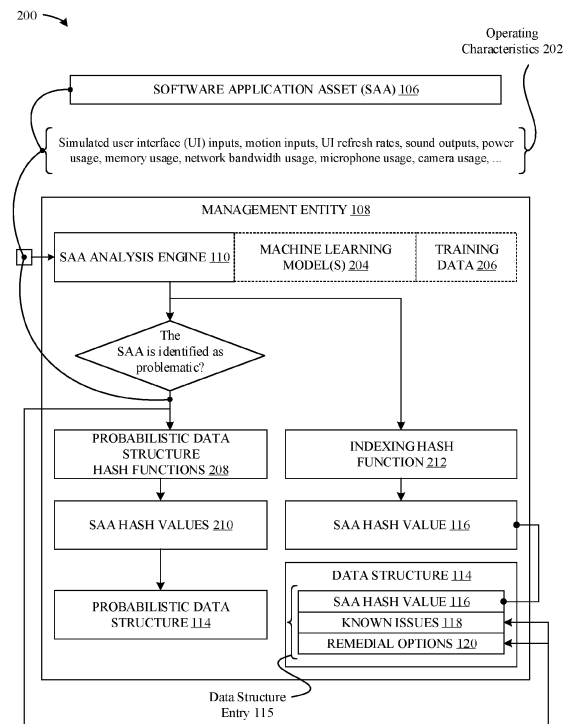 200
Operating
Characteristics 202
SOFTWARE APPLICATION ASSET (SAA) 106
Simulated user interface (UI) inputs, motion inputs, UI refresh rates, sound outputs, power
usage, memory usage, network bandwidth usage, microphone usage, camera usage, ...
MANAGEMENT ENTITY 108
SAA ANALYSIS ENGINE 110
MACHINE LEARNING
MODEL(S) 204
TRAINING
DATA 206
The
SAA is identified as
problematic?
PROBABILISTIC DATA
STRUCTURE
HASH FUNCTIONS 208
INDEXING HASH
FUNCTION 212
SAA HASH VALUES 210
SAA HASH VALUE 116
PROBABILISTIC DATA
STRUCTURE 114
DATA STRUCTURE 114
SAA HASH VALUE 116
KNOWN ISSUES 118
REMEDIAL OPTIONS 120
Data Structure
Entry 115